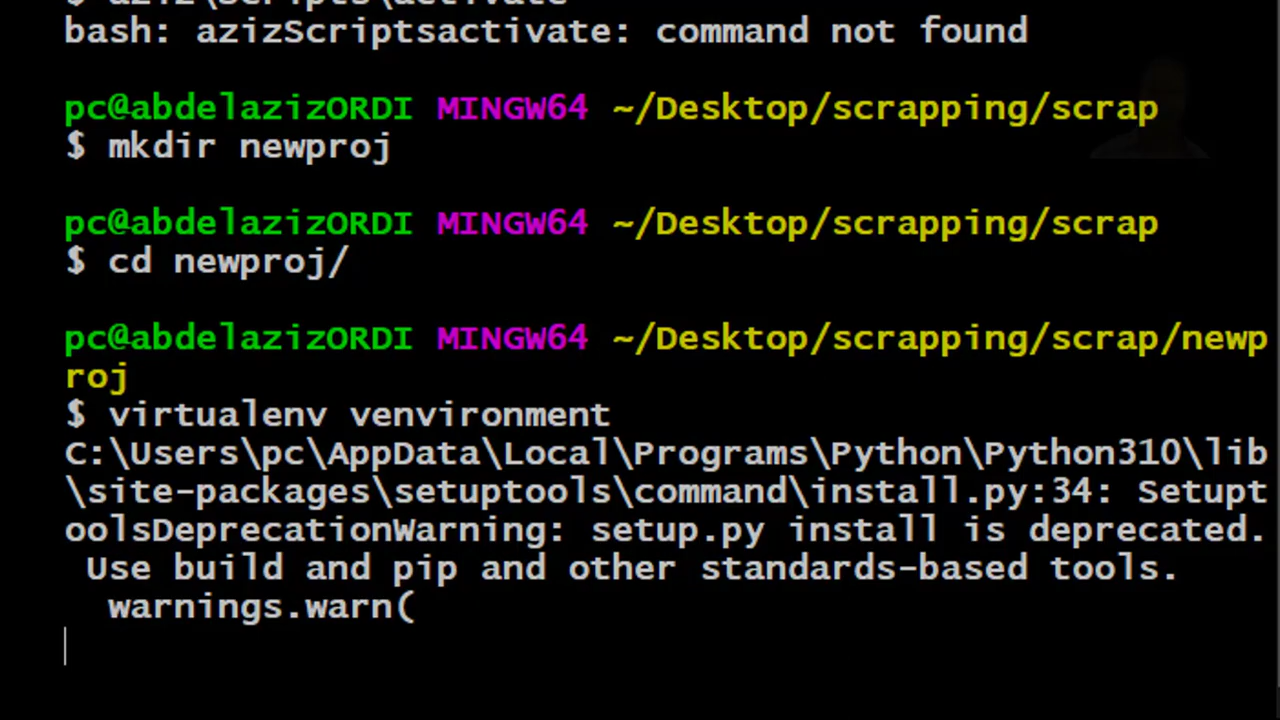 $ aziz\Scripts\activate
bash: azizScriptsactivate: command not found
pc@abdelazizORDI MINGW64 ~/Desktop/scrapping/scrap
$ mkdir newproj
pc@abdelazizORDI MINGW64 ~/Desktop/scrapping/scrap
$ cd newproj/
pc@abdelazizORDI MINGW64 ~/Desktop/scrapping/scrap/newp
roj
$ virtualenv venvironment
C:\Users\pc\AppData\Local\Programs\Python\Python310\lib
\site-packages\setuptools\command\install.py:34: Setupt
oolsDeprecationWarning: setup.py install is deprecated.
 Use build and pip and other standards-based tools.
  warnings.warn(